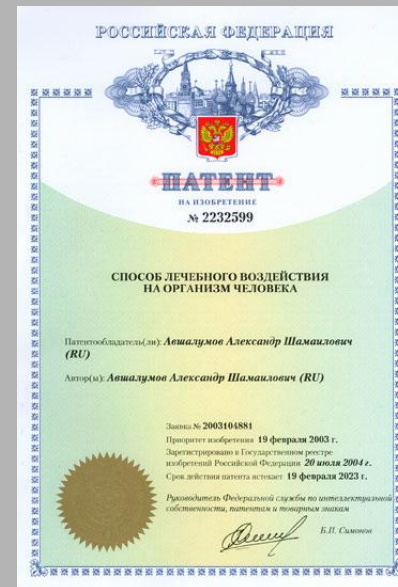 РОССИЙСКАЯ ФЕДЕРАЦИЯ
ПАТЕНТ
НА ИЗОБРЕТЕНИЕ
№ 2232599
СПОСОБ ЛЕЧЕБНОГО ВОЗДЕЙСТВИЯ
НА ОРГАНИЗМ ЧЕЛОВЕКА
Патентообладатель(ли): Авшалумов Александр Шамаилович
(RU)
Автор(ы): Авшалумов Александр Шамаилович (RU)
Заявка № 2003104881
Приоритет изобретения 19 февраля 2003 г.
Зарегистрировано в Государственном реестре
изобретений Российской Федерации 20 июля 2004 г.
Срок действия патента истекает 19 февраля 2023 г.
Руководитель Федеральной службы по интеллектуальной
собственности, патентам и товарным знакам
Б.П. Симонов